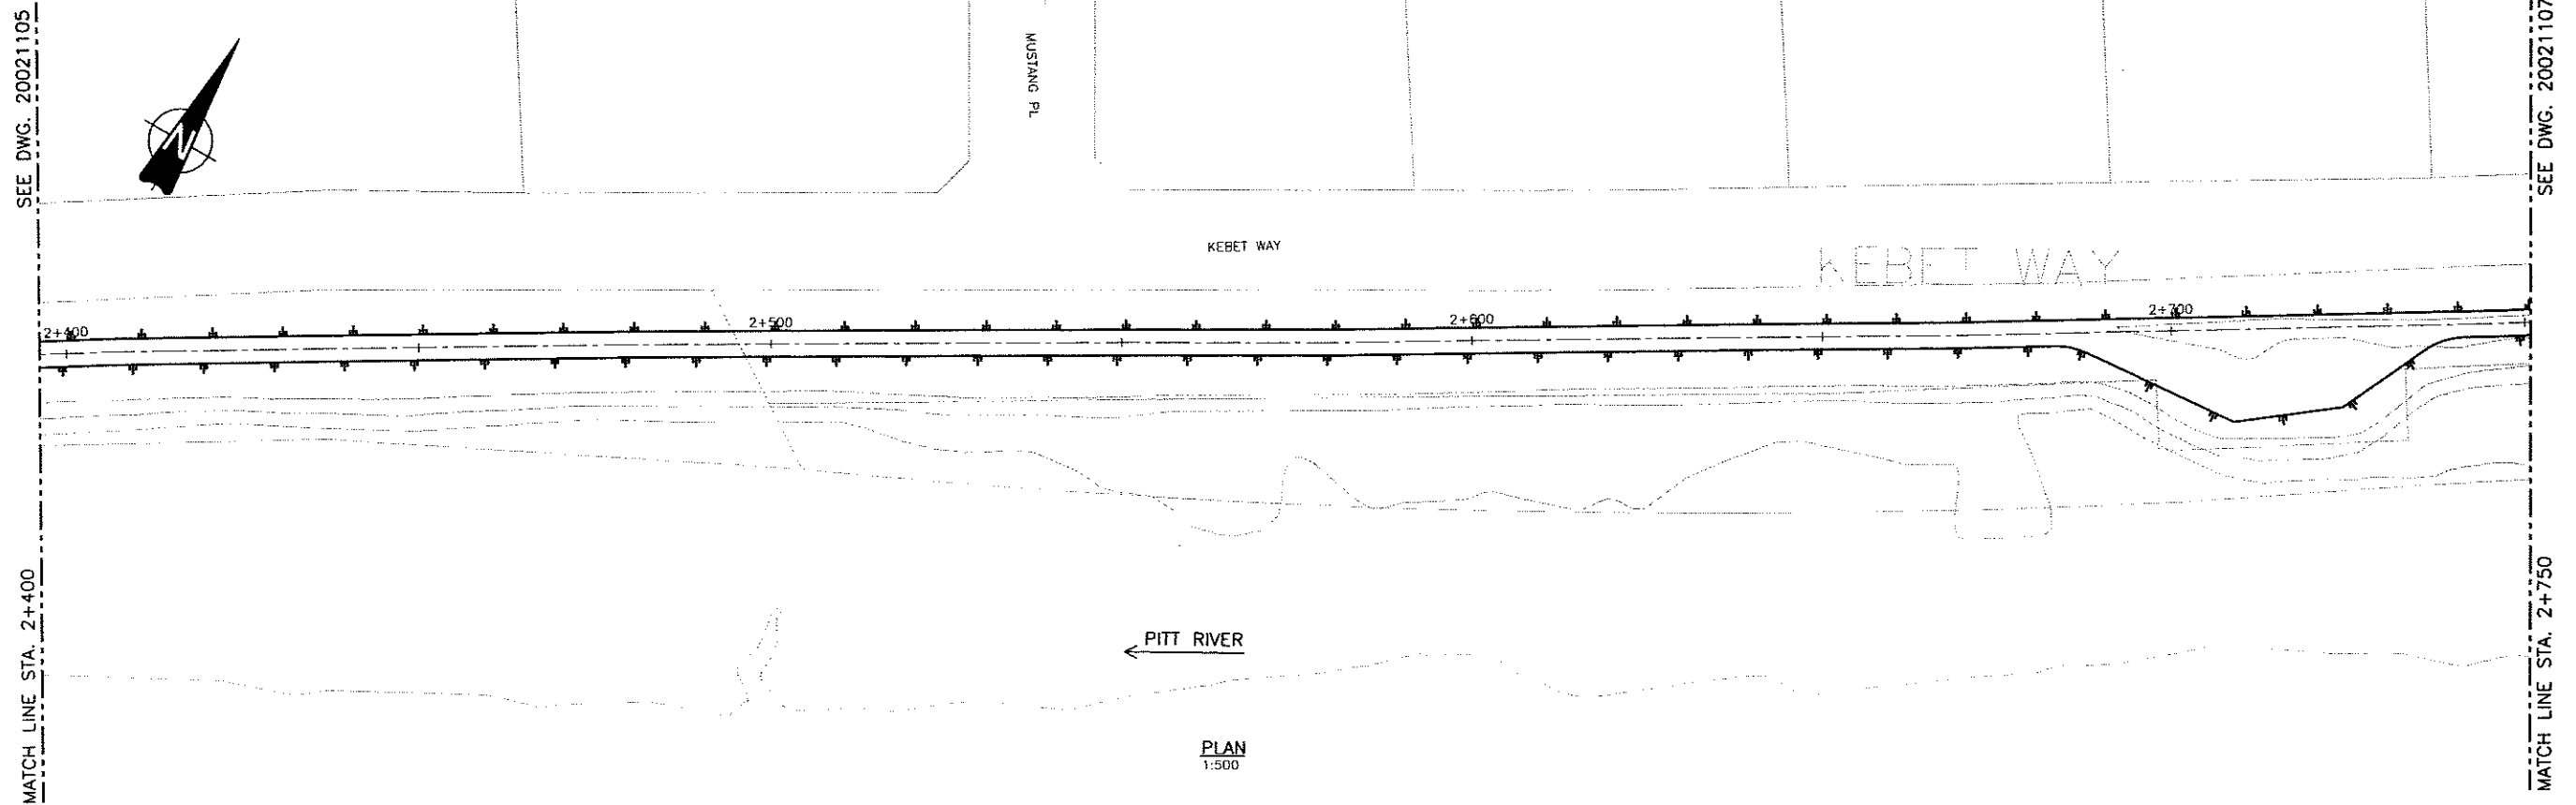 SEE DWG. 20021105
MATCH LINE STA. 2+400
N
MUSTANG PL
KEBET WAY
KEBET WAY
2+400
2+500
2+600
2+700
PITT RIVER
PLAN
1:500
SEE DWG. 20021107
MATCH LINE STA. 2+750